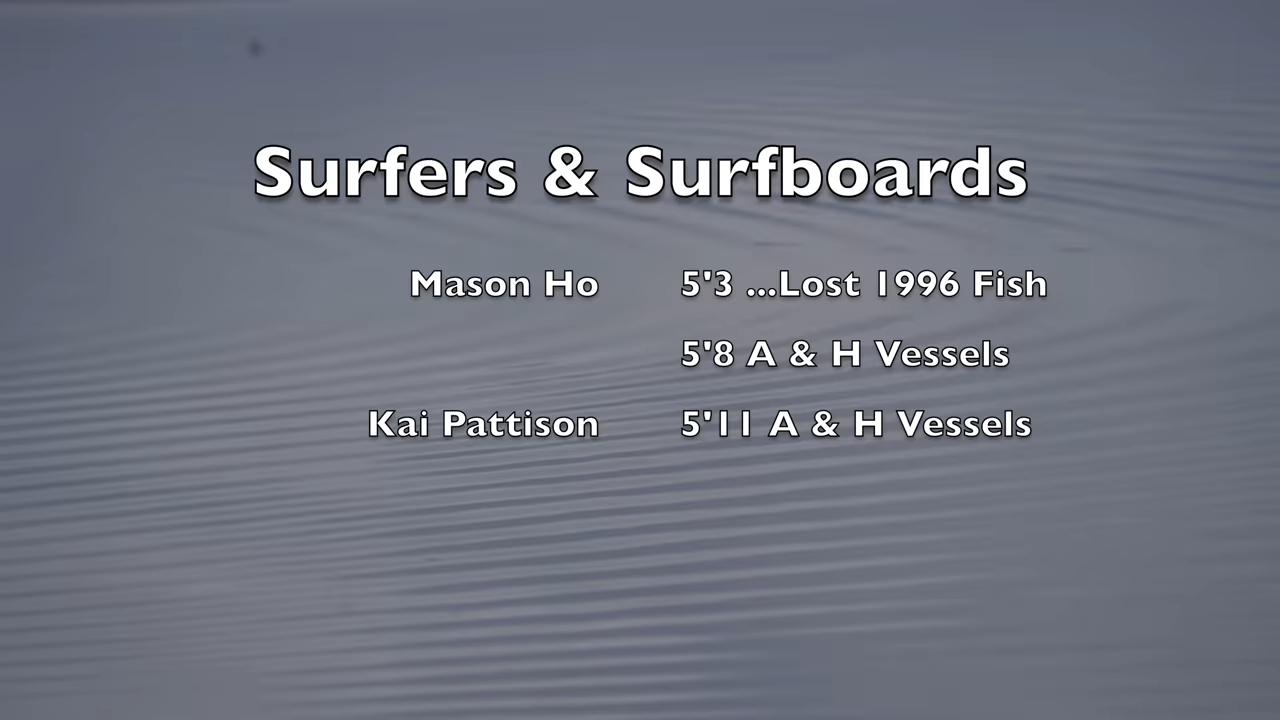 Surfers & Surfboards
Mason Ho 5'3 ...Lost 1996 Fish
5'8 A & H Vessels
Kai Pattison 5'11 A & H Vessels